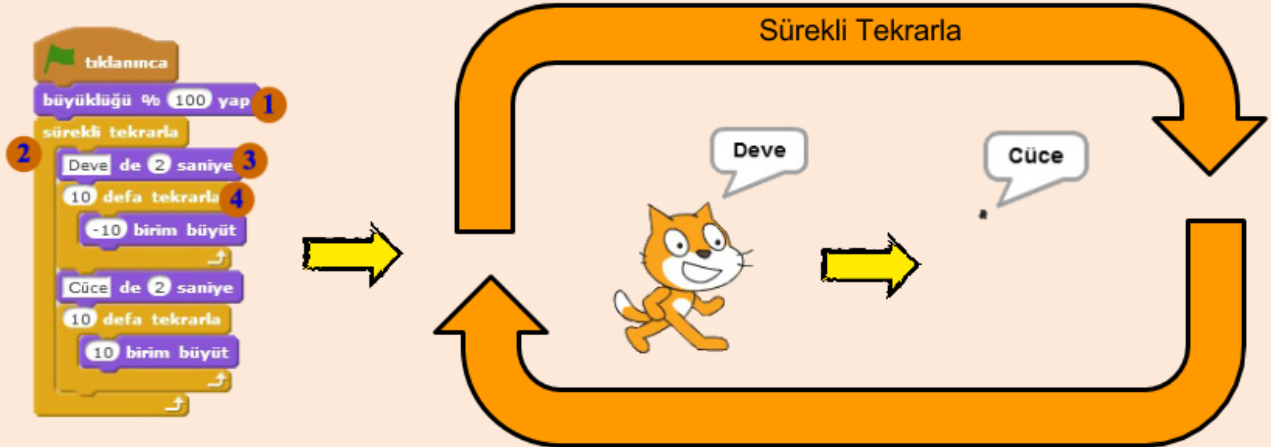 tıklanınca
büyüklüğü % 100 yap 1
sürekli tekrarla
2
Deve de 2 saniye 3
10 defa tekrarla 4
-10 birim büyüt
Cüce de 2 saniye
10 defa tekrarla
10 birim büyüt
Sürekli Tekrarla
Deve
Cüce